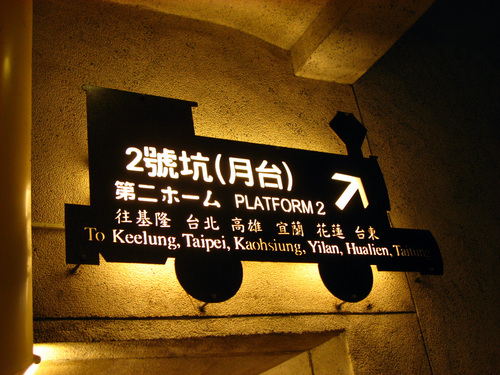 2號坑(月台)
第二ホーム PLATFORM 2
往基隆 台北 高雄 宜蘭 花蓮 台東
To Keelung, Taipei, Kaohsiung, Yilan, Hualien, Taitung